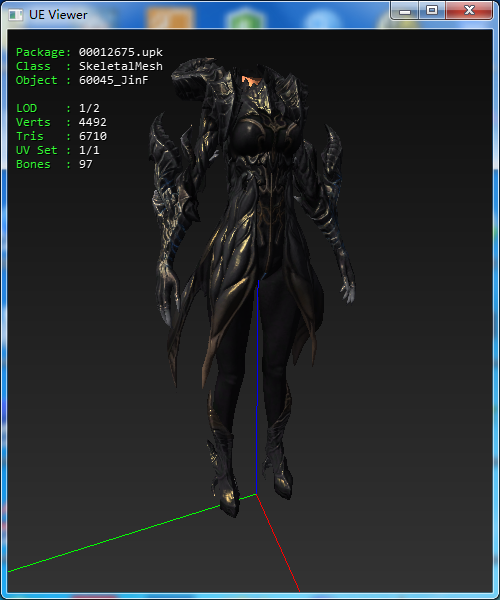 UE Viewer
Package: 00012675.upk
Class  : SkeletalMesh
Object : 60045_JinF
LOD    : 1/2
Verts  : 4492
Tris   : 6710
UV Set : 1/1
Bones  : 97